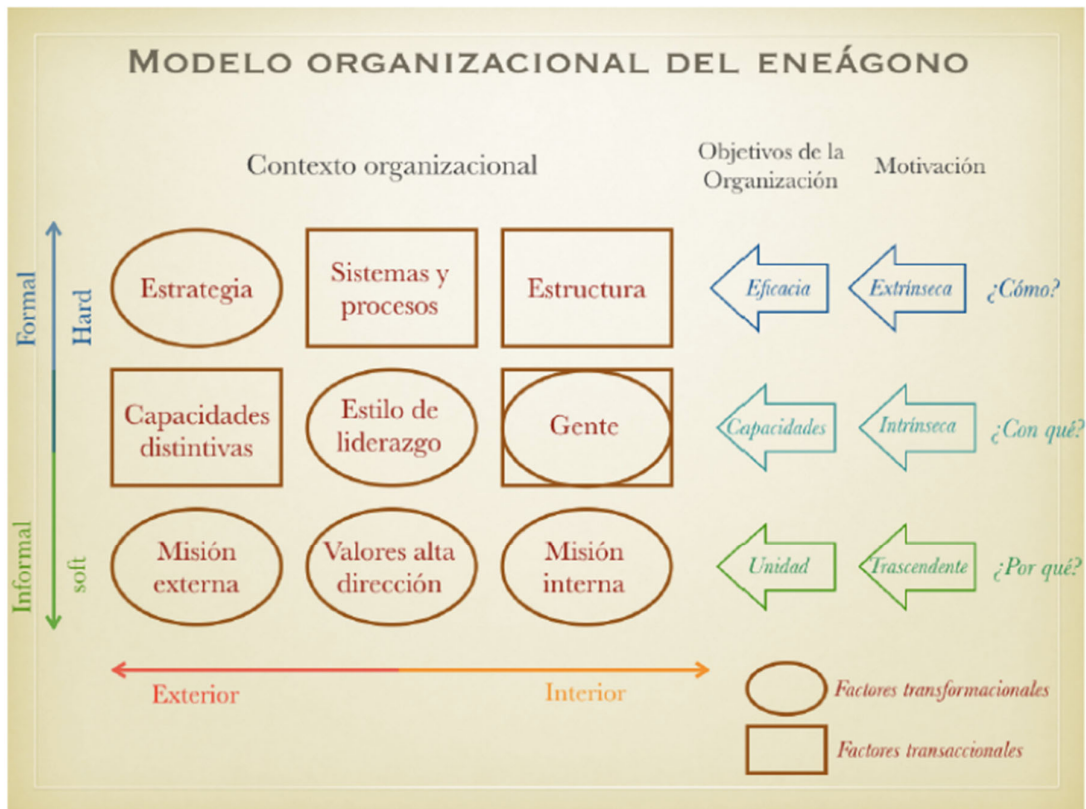 MODELO ORGANIZACIONAL DEL ENEÁGONO
Contexto organizacional
Objetivos de la
Organización
Motivación
Formal
Hard
Estrategia
Sistemas y
procesos
Estructura
Eficacia
Extrínseca
¿Cómo?
Capacidades
distintivas
Estilo de
liderazgo
Gente
Capacidades
Intrínseca
¿Con qué?
Informal
soft
Misión
externa
Valores alta
dirección
Misión
interna
Unidad
Trascendente
¿Por qué?
Exterior
Interior
Factores transformacionales
Factores transaccionales